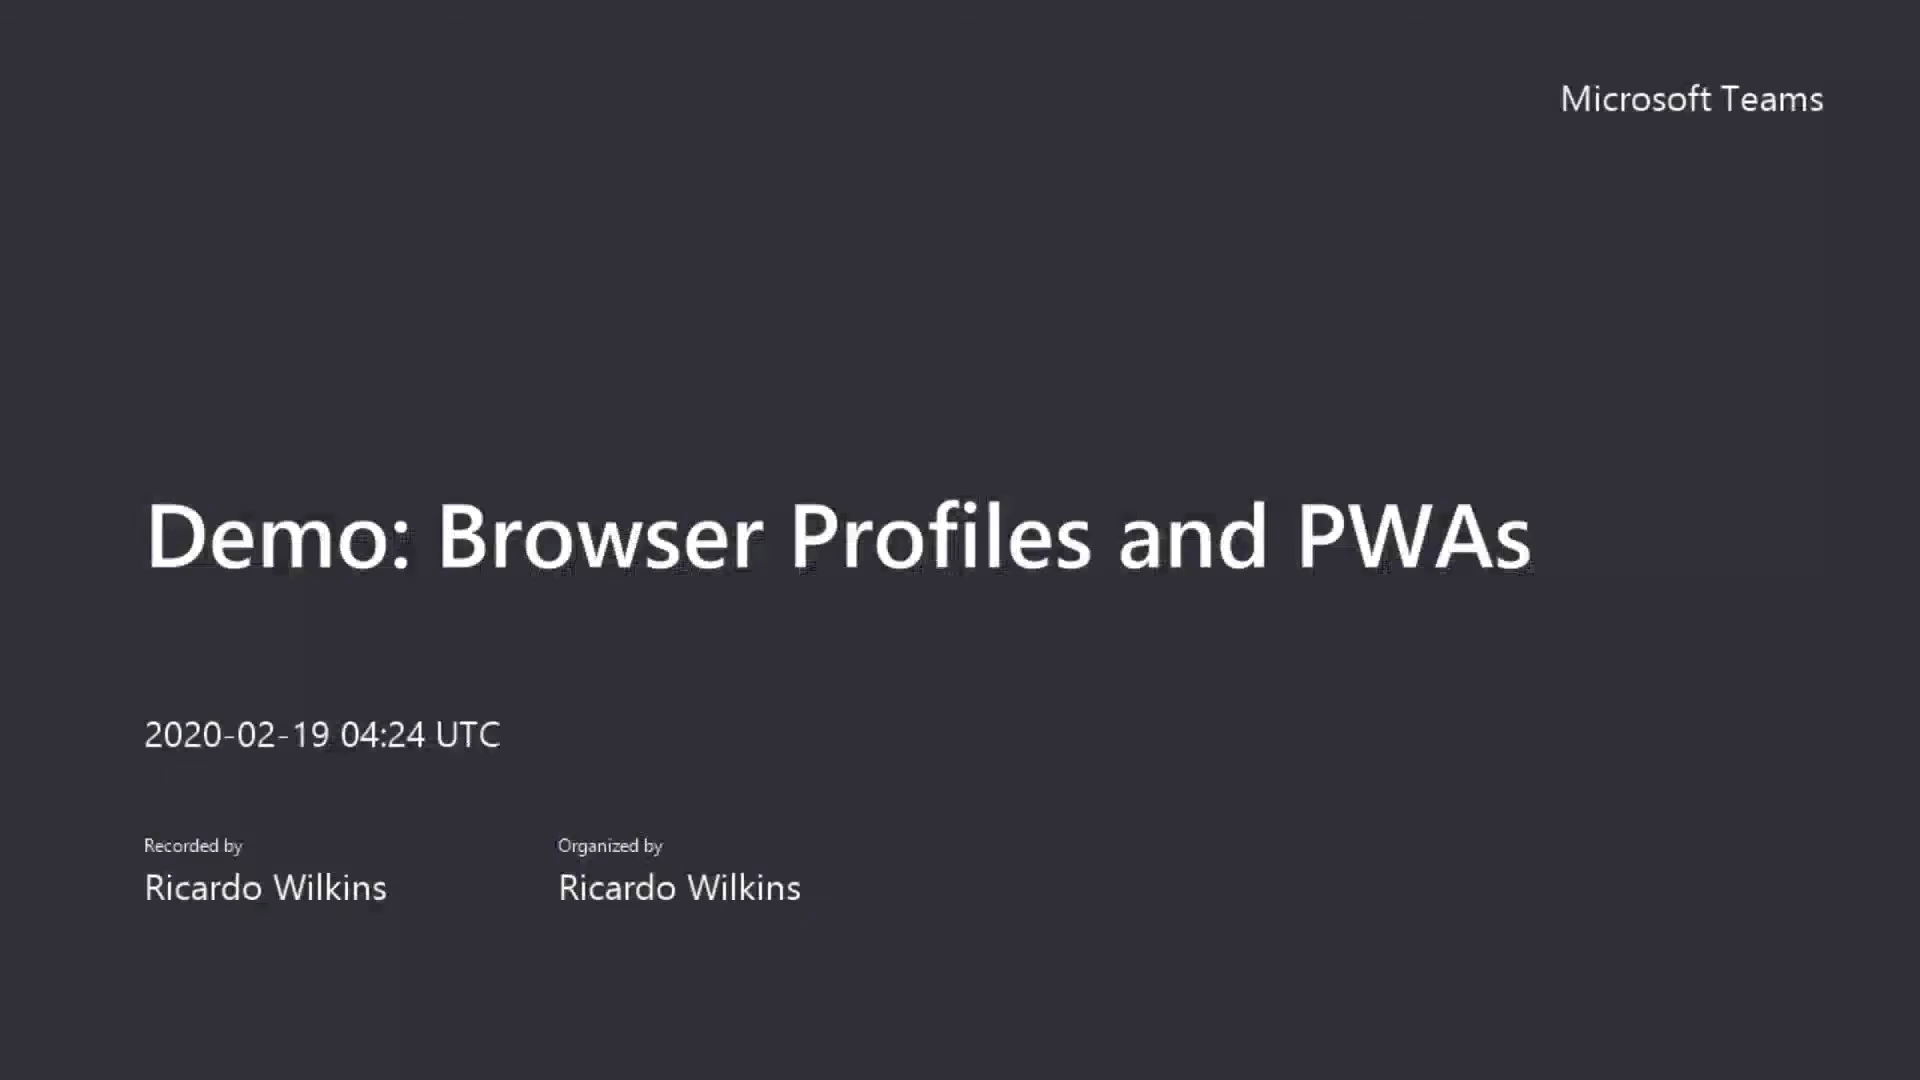 Microsoft Teams
Demo: Browser Profiles and PWAs
2020-02-19 04:24 UTC
Recorded by
Ricardo Wilkins
Organized by
Ricardo Wilkins